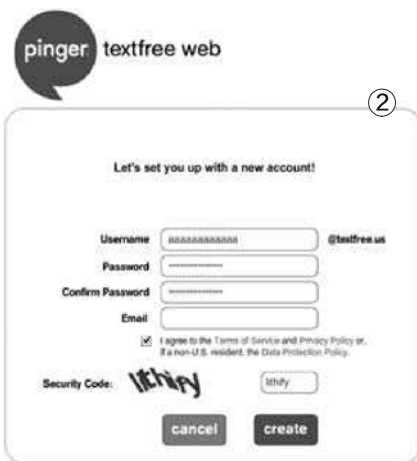 pinger textfree web
②
Let's set you up with a new account!
Username aaaaaaaaaaaa @textfree.us
Password
Confirm Password
Email
I agree to the Terms of Service and Privacy Policy or,
if a non-U.S. resident, the Data Protection Policy.
Security Code: lithify lithify
cancel create